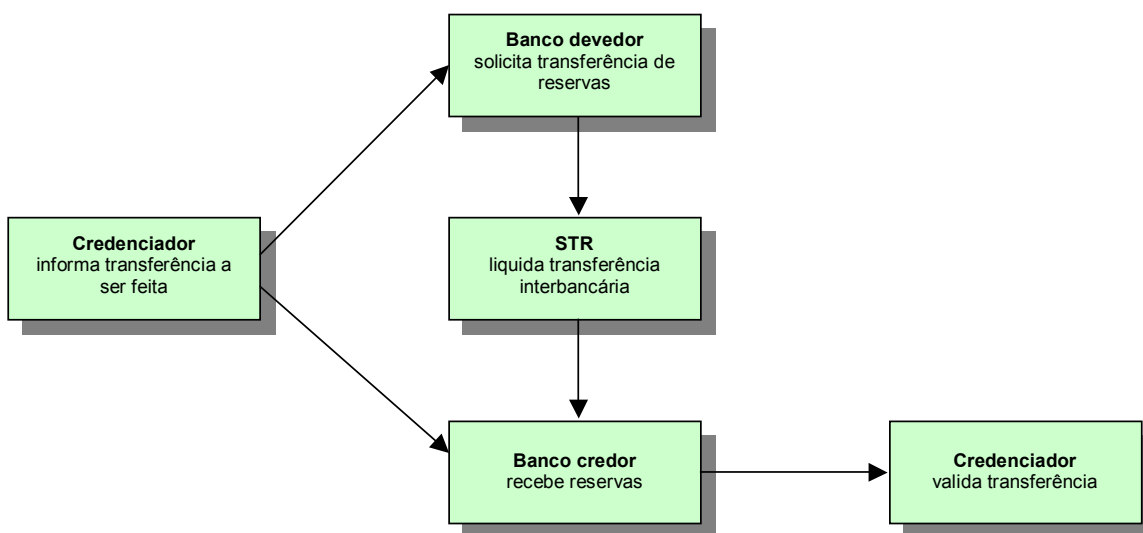 Banco devedor
solicita transferência de
reservas
Credenciador
informa transferência a
ser feita
STR
liquida transferência
interbancária
Banco credor
recebe reservas
Credenciador
valida transferência